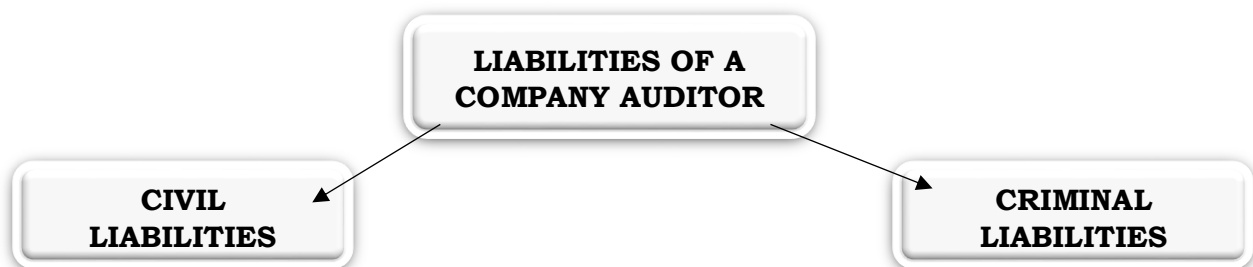 LIABILITIES OF A
COMPANY AUDITOR
CIVIL
LIABILITIES
CRIMINAL
LIABILITIES